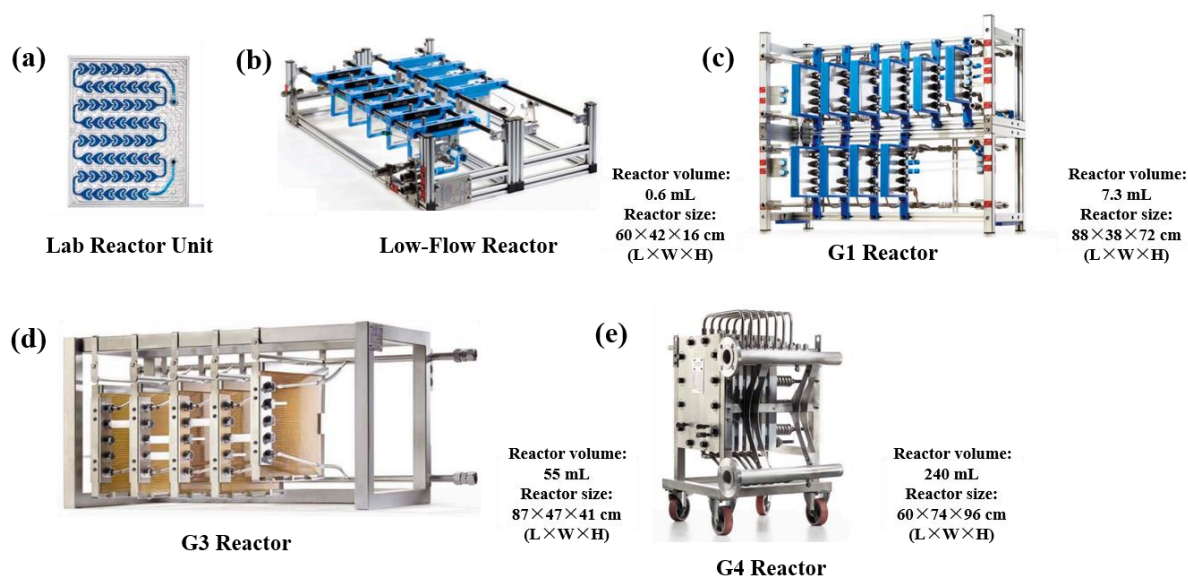 (a)
Lab Reactor Unit
(b)
Low-Flow Reactor
Reactor volume:
0.6 mL
Reactor size:
60×42×16 cm
(L×W×H)
(c)
G1 Reactor
Reactor volume:
7.3 mL
Reactor size:
88×38×72 cm
(L×W×H)
(d)
G3 Reactor
Reactor volume:
55 mL
Reactor size:
87×47×41 cm
(L×W×H)
(e)
G4 Reactor
Reactor volume:
240 mL
Reactor size:
60×74×96 cm
(L×W×H)